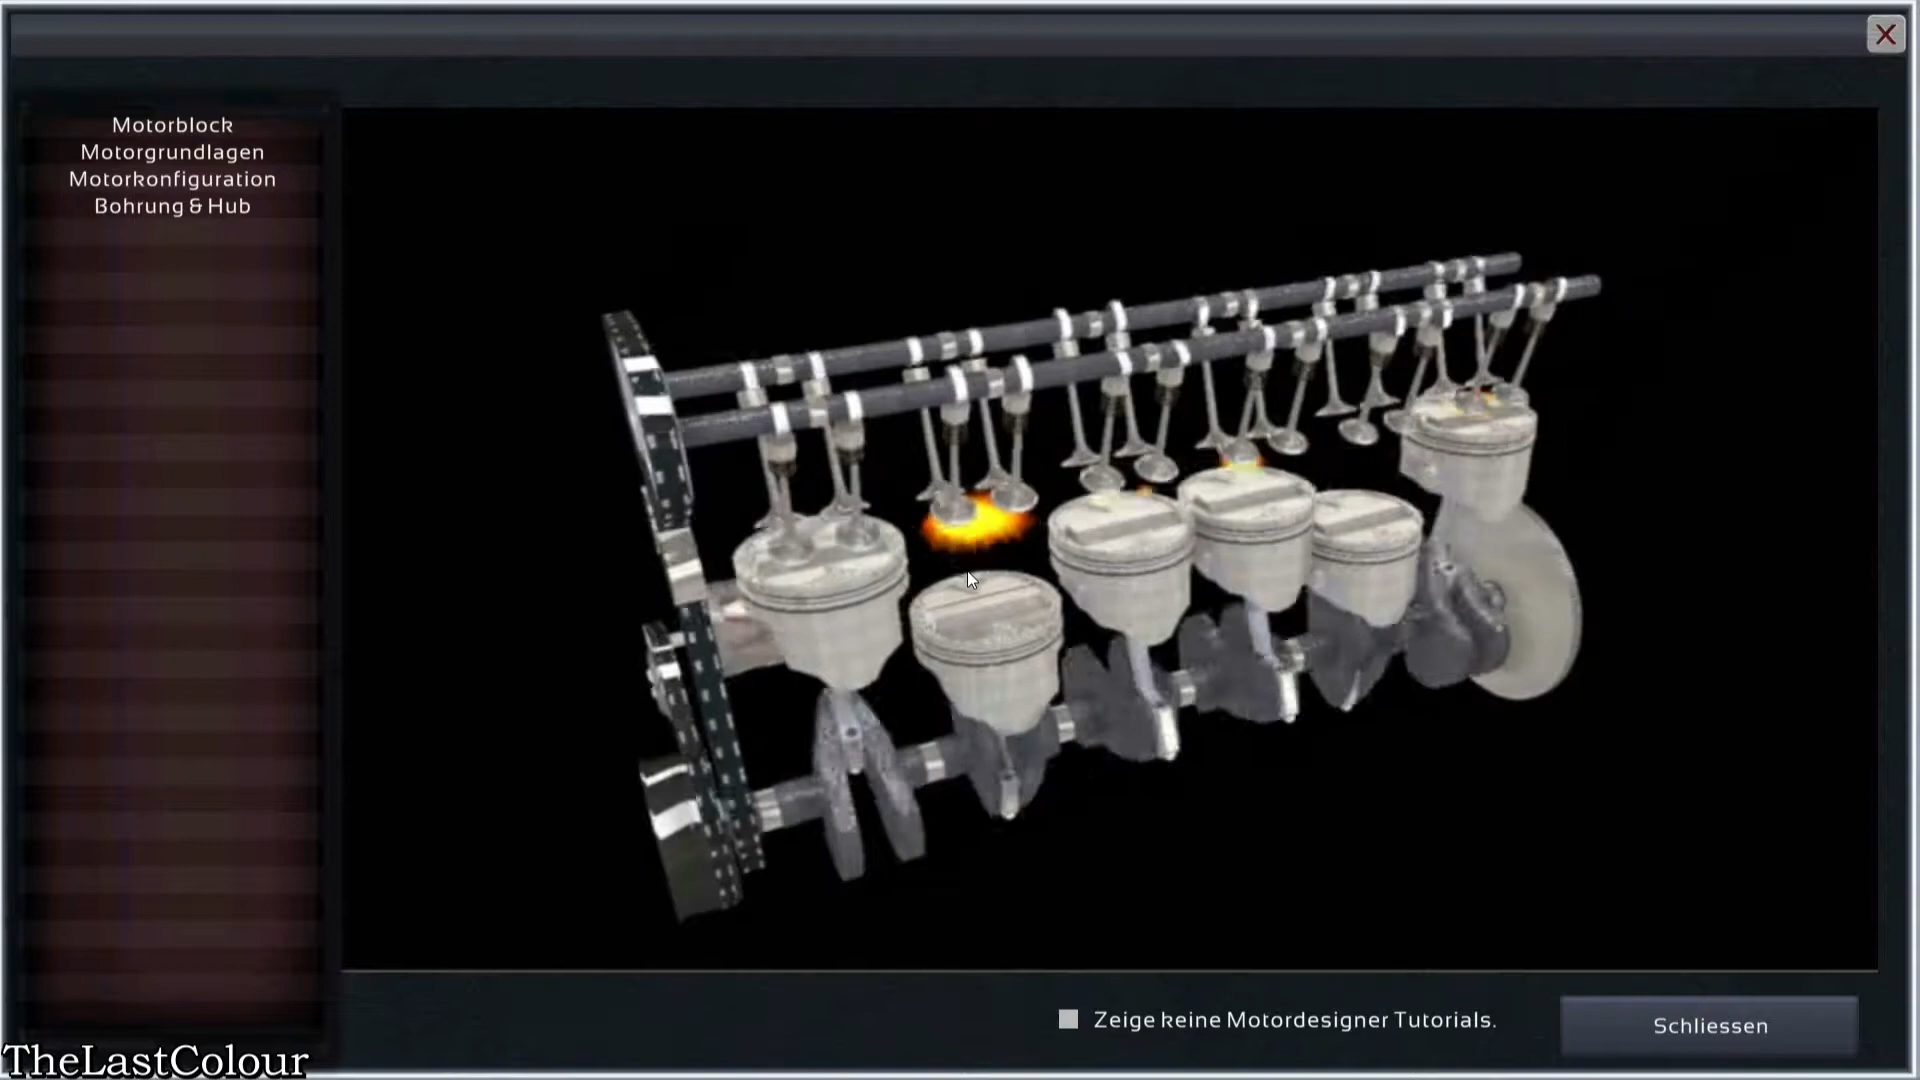 Motorblock
Motorgrundlagen
Motorkonfiguration
Bohrung & Hub
Zeige keine Motordesigner Tutorials.
Schliessen
TheLastColour